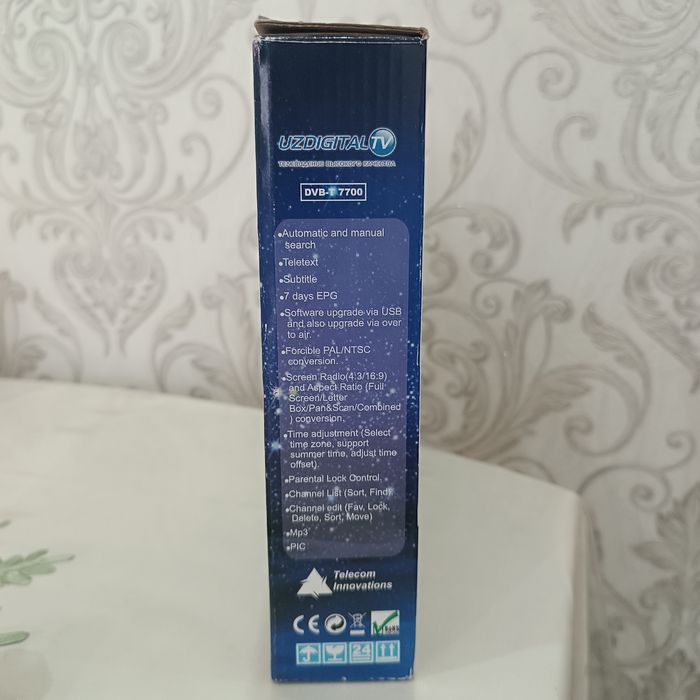 UZDIGITAL TV
ТЕЛЕВИДЕНИЕ ВЫСОКОГО КАЧЕСТВА
DVB-T 7700
•Automatic and manual
search
•Teletext
•Subtitle
•7 days EPG
•Software upgrade via USB
and also upgrade via over
to air.
•Forcible PAL/NTSC
conversion.
•Screen Radio(4:3/16:9)
and Aspect Ratio (Full
Screen/Letter
Box/Pan&Scan/Combined
) conversion.
•Time adjustment (Select
time zone, support
summer time, adjust time
offset).
•Parental Lock Control
•Channel List (Sort, Find)
•Channel edit (Fav, Lock,
Delete, Sort, Move)
•Mp3
•PIC
Telecom
Innovations
CE
24